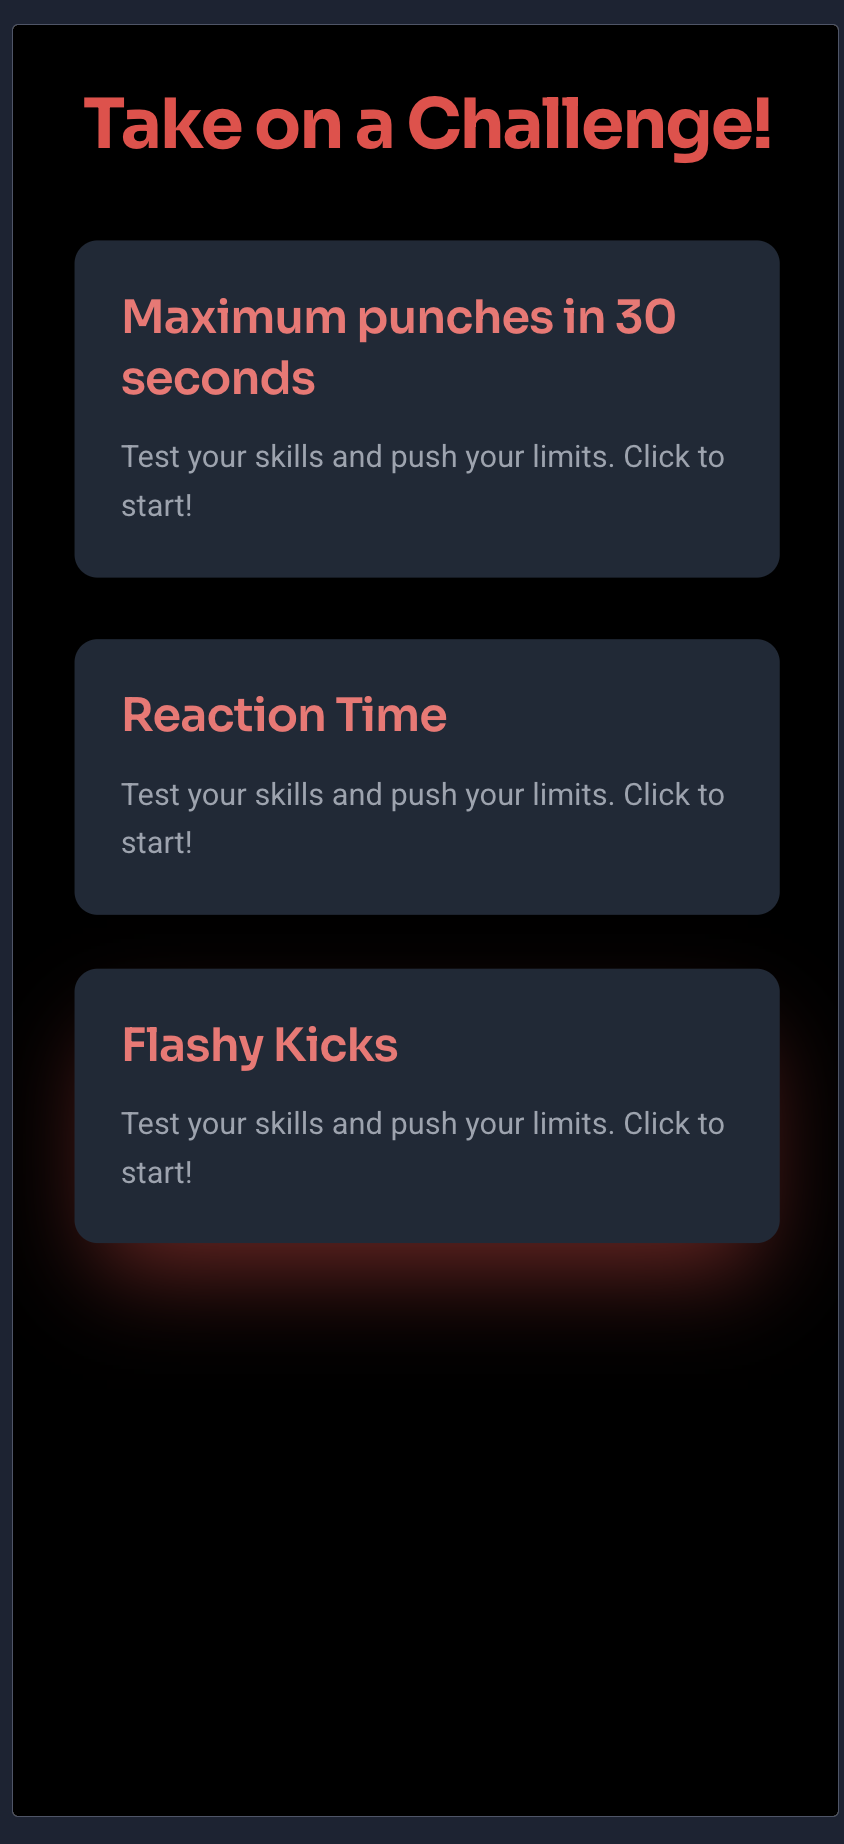 Take on a Challenge!
Maximum punches in 30
seconds
Test your skills and push your limits. Click to
start!
Reaction Time
Test your skills and push your limits. Click to
start!
Flashy Kicks
Test your skills and push your limits. Click to
start!